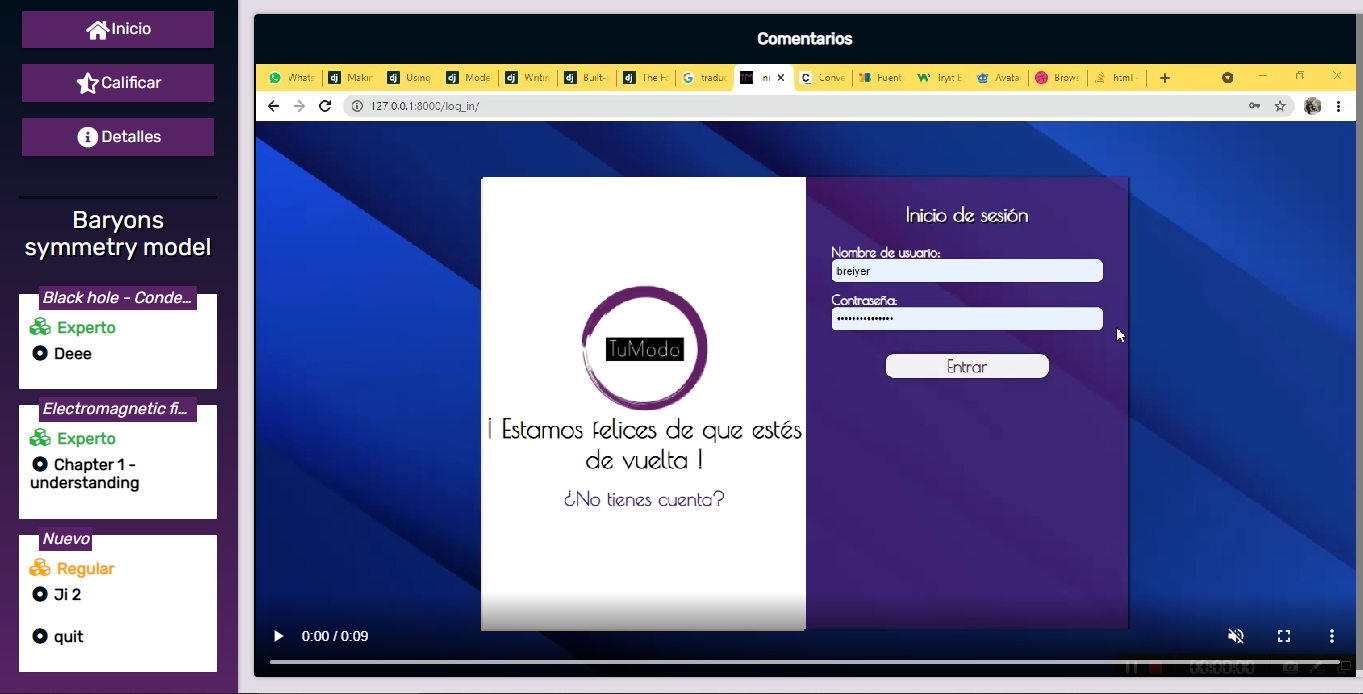 Inicio
Calificar
Detalles
Baryons
symmetry model
Black hole - Conde...
Experto
Deee
Electromagnetic fi...
Experto
Chapter 1 -
understanding
Nuevo
Regular
Ji 2
quit
Comentarios
Whats
Makin
Using
Mode
Writin
Built-i
The Fo
traduc
Ini
Conve
Fuent
Tryit E
Avata
Brows
html -
127.0.0.1:8000/log_in/
TuModo
¡ Estamos felices de que estés
de vuelta !
¿No tienes cuenta?
Inicio de sesión
Nombre de usuario:
breiyer
Contraseña:
••••••••••••••
Entrar
0:00 / 0:09